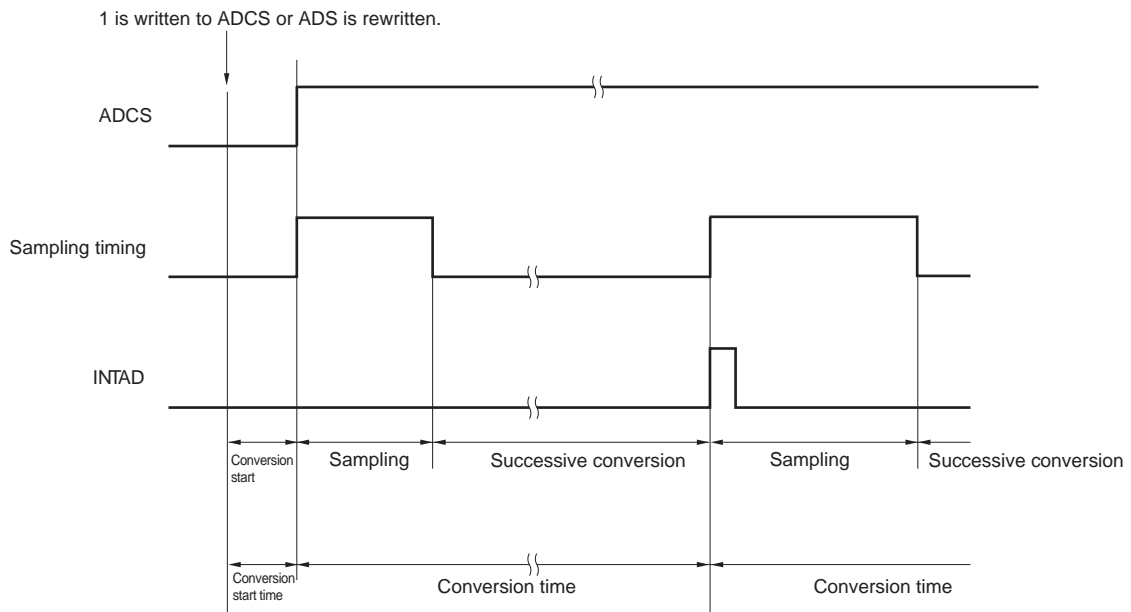 1 is written to ADCS or ADS is rewritten.
ADCS
Sampling timing
INTAD
Conversion
start
Sampling
Successive conversion
Sampling
Successive conversion
Conversion
start time
Conversion time
Conversion time